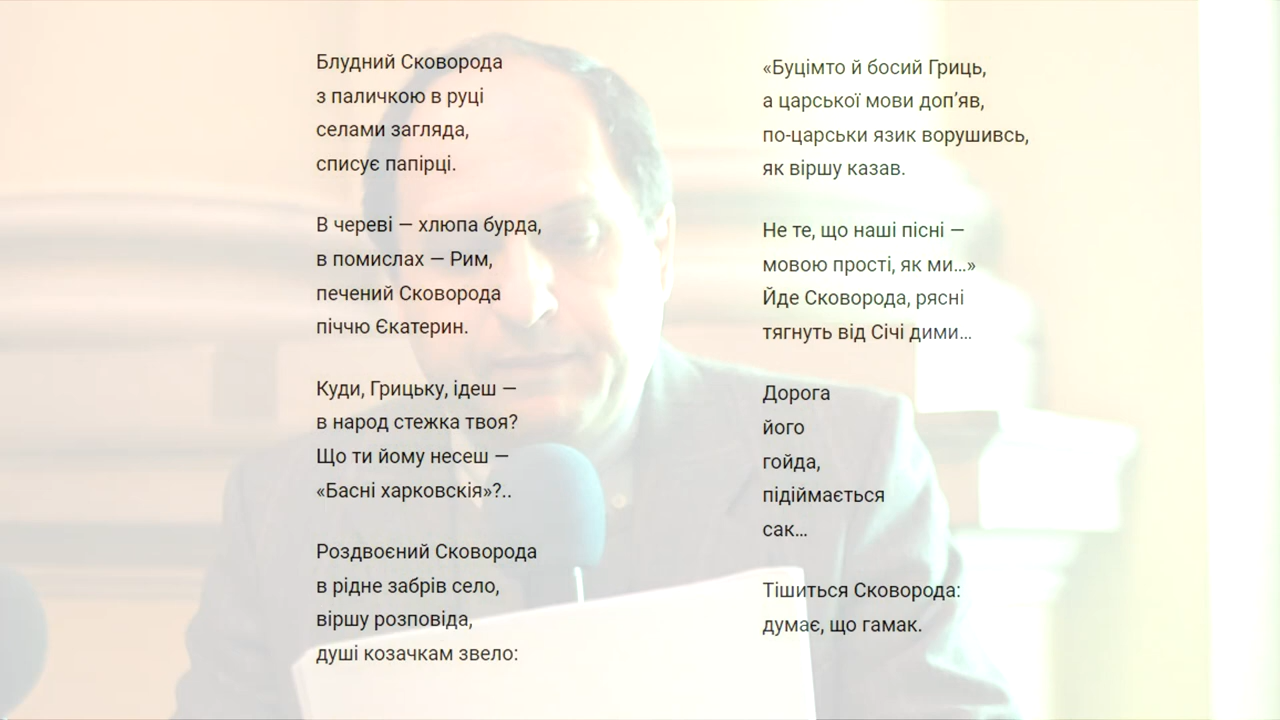 Блудний Сковорода
з паличкою в руці
селами загляда,
списує папірці.
В череві — хлюпа бурда,
в помислах — Рим,
печений Сковорода
піччю Єкатерин.
Куди, Грицьку, ідеш —
в народ стежка твоя?
Що ти йому несеш —
«Басні харковскія»?..
Роздвоєний Сковорода
в рідне забрів село,
віршу розповіда,
душі козачкам звело:
«Буцімто й босий Гриць,
а царської мови доп’яв,
по-царськи язик ворушивсь,
як віршу казав.
Не те, що наші пісні —
мовою прості, як ми…»
Йде Сковорода, рясні
тягнуть від Січі дими…
Дорога
його
гойда,
підіймається
сак…
Тішиться Сковорода:
думає, що гамак.